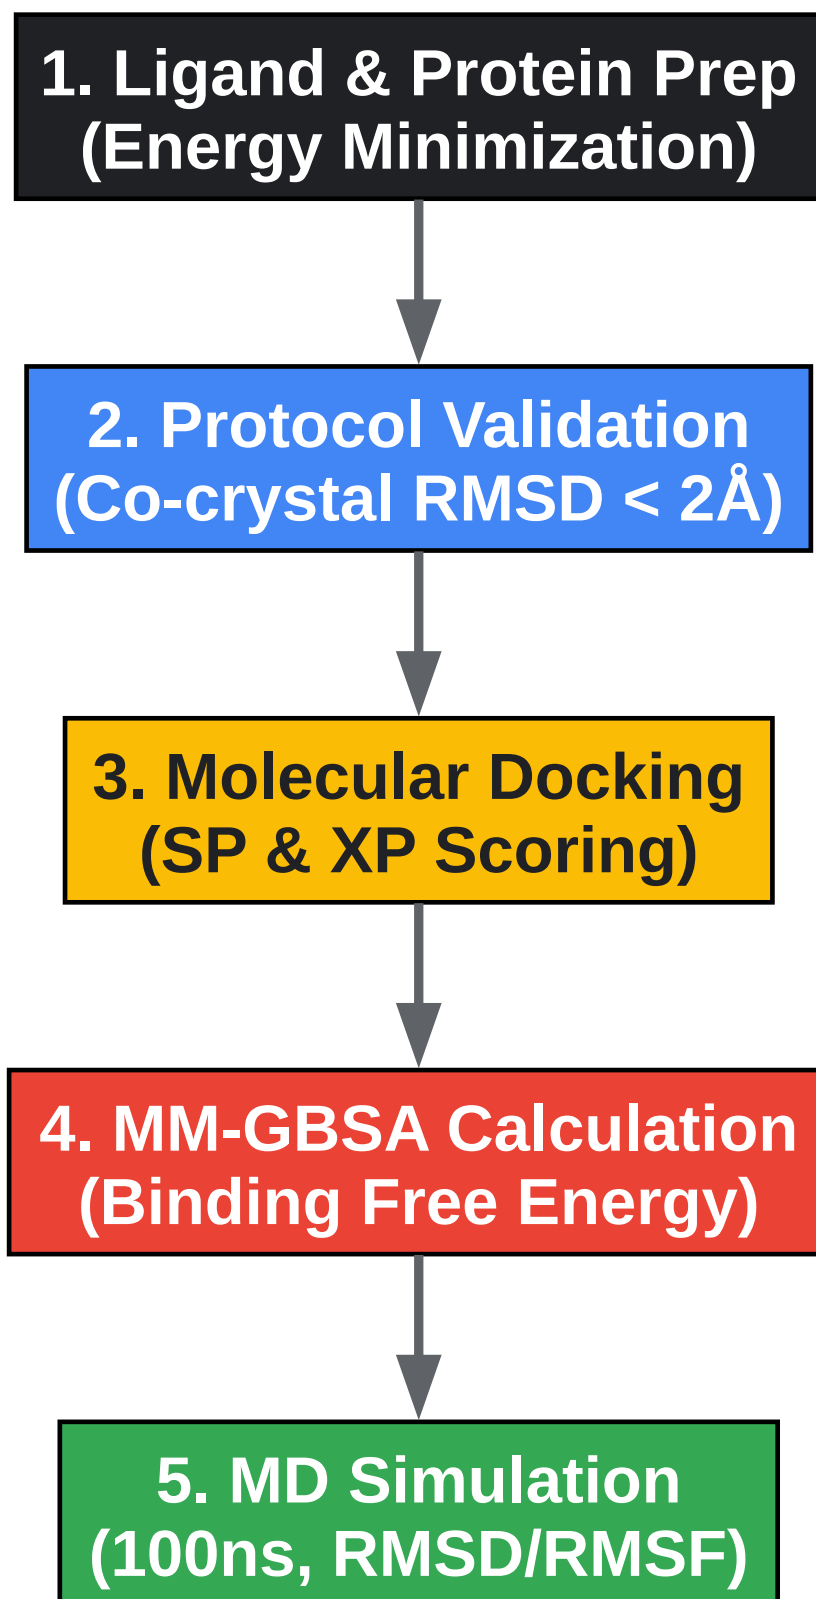 1. Ligand & Protein Prep
(Energy Minimization)
2. Protocol Validation
(Co-crystal RMSD < 2Å)
3. Molecular Docking
(SP & XP Scoring)
4. MM-GBSA Calculation
(Binding Free Energy)
5. MD Simulation
(100ns, RMSD/RMSF)